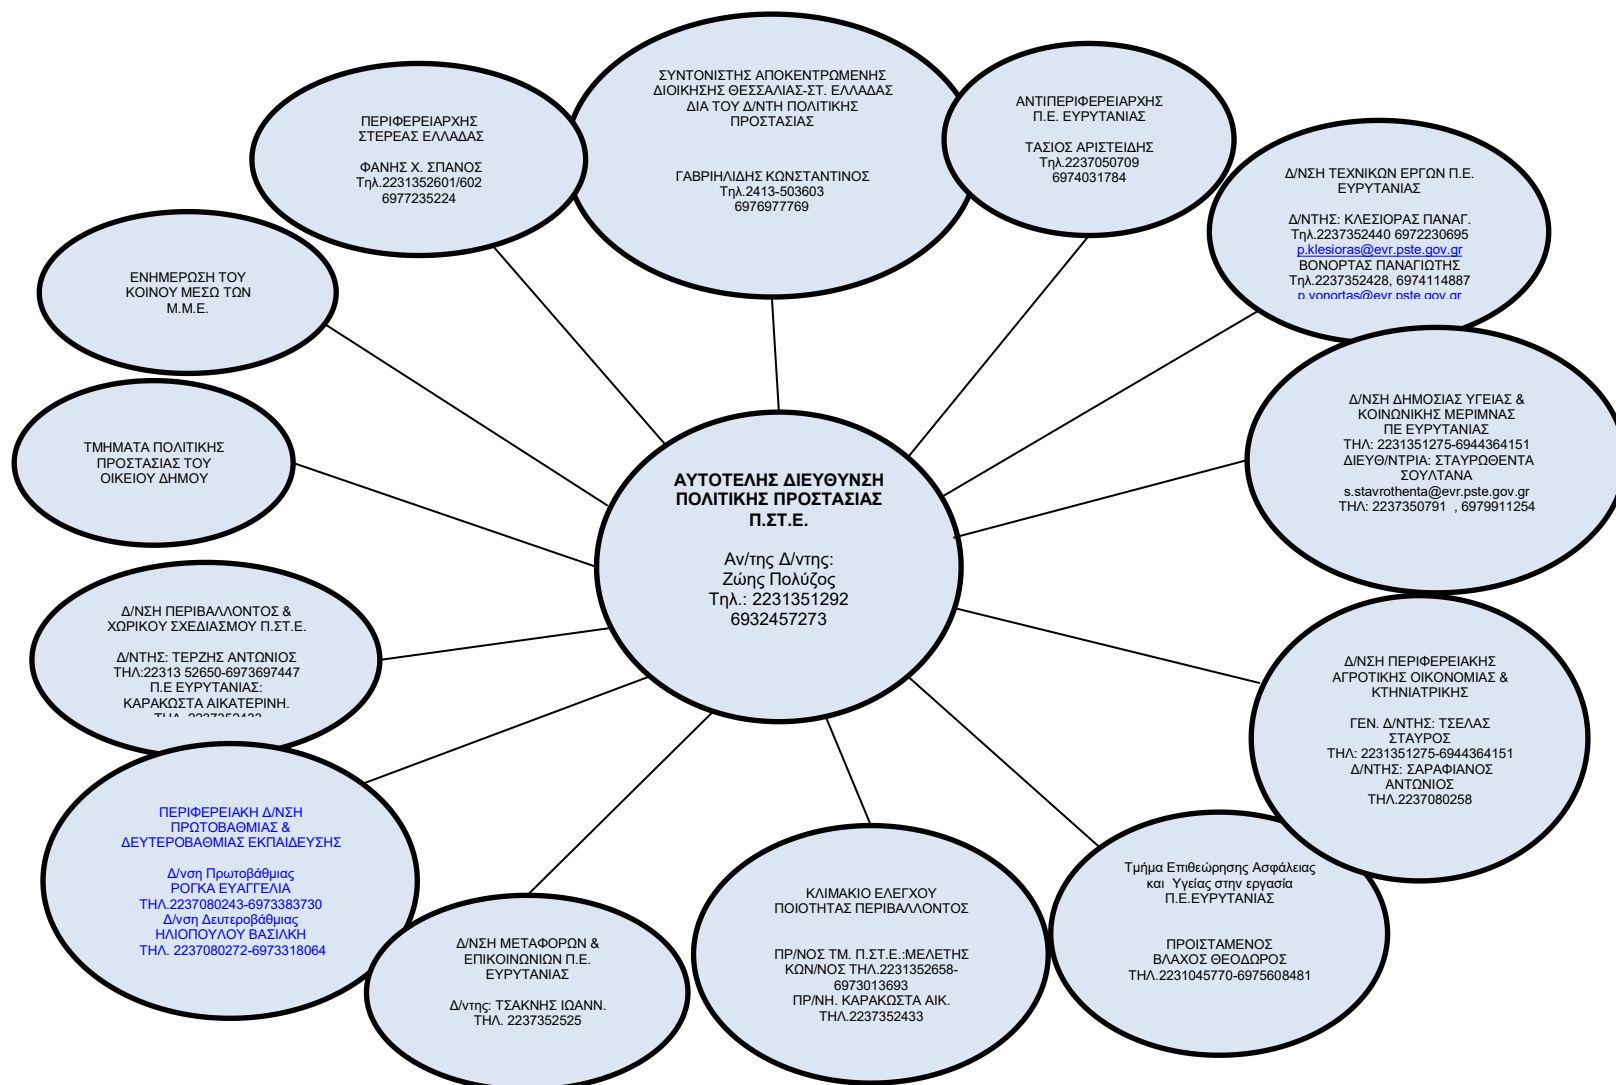 ΣΥΝΤΟΝΙΣΤΗΣ ΑΠΟΚΕΝΤΡΩΜΕΝΗΣ
ΔΙΟΙΚΗΣΗΣ ΘΕΣΣΑΛΙΑΣ-ΣΤ. ΕΛΛΑΔΑΣ
ΔΙΑ ΤΟΥ Δ/ΝΤΗ ΠΟΛΙΤΙΚΗΣ
ΠΡΟΣΤΑΣΙΑΣ
ΓΑΒΡΙΗΛΙΔΗΣ ΚΩΝΣΤΑΝΤΙΝΟΣ
Τηλ.2413-503603
6976977769
ΠΕΡΙΦΕΡΕΙΑΡΧΗΣ
ΣΤΕΡΕΑΣ ΕΛΛΑΔΑΣ
ΦΑΝΗΣ Χ. ΣΠΑΝΟΣ
Τηλ.2231352601/602
6977235224
ΑΝΤΙΠΕΡΙΦΕΡΕΙΑΡΧΗΣ
Π.Ε. ΕΥΡΥΤΑΝΙΑΣ
ΤΑΣΙΟΣ ΑΡΙΣΤΕΙΔΗΣ
Τηλ.2237050709
6974031784
Δ/ΝΣΗ ΤΕΧΝΙΚΩΝ ΕΡΓΩΝ Π.Ε.
ΕΥΡΥΤΑΝΙΑΣ
Δ/ΝΤΗΣ: ΚΛΕΣΙΟΡΑΣ ΠΑΝΑΓ.
Τηλ.2237352440 6972230695
p.klesioras@evr.pste.gov.gr
ΒΟΝΟΡΤΑΣ ΠΑΝΑΓΙΩΤΗΣ
Τηλ.2237352428, 6974114887
p.vonortas@evr.pste.gov.gr
ΕΝΗΜΕΡΩΣΗ ΤΟΥ
ΚΟΙΝΟΥ ΜΕΣΩ ΤΩΝ
Μ.Μ.Ε.
Δ/ΝΣΗ ΔΗΜΟΣΙΑΣ ΥΓΕΙΑΣ &
ΚΟΙΝΩΝΙΚΗΣ ΜΕΡΙΜΝΑΣ
ΠΕ ΕΥΡΥΤΑΝΙΑΣ
ΤΗΛ: 2231351275-6944364151
ΔΙΕΥΘ/ΝΤΡΙΑ: ΣΤΑΥΡΩΘΕΝΤΑ
ΣΟΥΛΤΑΝΑ
s.stavrothenta@evr.pste.gov.gr
ΤΗΛ: 2237350791 , 6979911254
ΤΜΗΜΑΤΑ ΠΟΛΙΤΙΚΗΣ
ΠΡΟΣΤΑΣΙΑΣ ΤΟΥ
ΟΙΚΕΙΟΥ ΔΗΜΟΥ
ΑΥΤΟΤΕΛΗΣ ΔΙΕΥΘΥΝΣΗ
ΠΟΛΙΤΙΚΗΣ ΠΡΟΣΤΑΣΙΑΣ
Π.ΣΤ.Ε.
Αν/της Δ/ντης:
Ζώης Πολύζος
Τηλ.: 2231351292
6932457273
Δ/ΝΣΗ ΠΕΡΙΒΑΛΛΟΝΤΟΣ &
ΧΩΡΙΚΟΥ ΣΧΕΔΙΑΣΜΟΥ Π.ΣΤ.Ε.
Δ/ΝΤΗΣ: ΤΕΡΖΗΣ ΑΝΤΩΝΙΟΣ
ΤΗΛ:22313 52650-6973697447
Π.Ε ΕΥΡΥΤΑΝΙΑΣ:
ΚΑΡΑΚΩΣΤΑ ΑΙΚΑΤΕΡΙΝΗ.
ΤΗΛ. 2237352433
Δ/ΝΣΗ ΠΕΡΙΦΕΡΕΙΑΚΗΣ
ΑΓΡΟΤΙΚΗΣ ΟΙΚΟΝΟΜΙΑΣ &
ΚΤΗΝΙΑΤΡΙΚΗΣ
ΓΕΝ. Δ/ΝΤΗΣ: ΤΣΕΛΑΣ
ΣΤΑΥΡΟΣ
ΤΗΛ: 2231351275-6944364151
Δ/ΝΤΗΣ: ΣΑΡΑΦΙΑΝΟΣ
ΑΝΤΩΝΙΟΣ
ΤΗΛ.2237080258
ΠΕΡΙΦΕΡΕΙΑΚΗ Δ/ΝΣΗ
ΠΡΩΤΟΒΑΘΜΙΑΣ &
ΔΕΥΤΕΡΟΒΑΘΜΙΑΣ ΕΚΠΑΙΔΕΥΣΗΣ
Δ/νση Πρωτοβάθμιας
ΡΟΓΚΑ ΕΥΑΓΓΕΛΙΑ
ΤΗΛ.2237080243-6973383730
Δ/νση Δευτεροβάθμιας
ΗΛΙΟΠΟΥΛΟΥ ΒΑΣΙΛΚΗ
ΤΗΛ. 2237080272-6973318064
Δ/ΝΣΗ ΜΕΤΑΦΟΡΩΝ &
ΕΠΙΚΟΙΝΩΝΙΩΝ Π.Ε.
ΕΥΡΥΤΑΝΙΑΣ
Δ/ντης: ΤΣΑΚΝΗΣ ΙΩΑΝΝ.
ΤΗΛ. 2237352525
ΚΛΙΜΑΚΙΟ ΕΛΕΓΧΟΥ
ΠΟΙΟΤΗΤΑΣ ΠΕΡΙΒΑΛΛΟΝΤΟΣ
ΠΡ/ΝΟΣ ΤΜ. Π.ΣΤ.Ε.:ΜΕΛΕΤΗΣ
ΚΩΝ/ΝΟΣ ΤΗΛ.2231352658-
6973013693
ΠΡ/ΝΗ. ΚΑΡΑΚΩΣΤΑ ΑΙΚ.
ΤΗΛ.2237352433
Τμήμα Επιθεώρησης Ασφάλειας
και Υγείας στην εργασία
Π.Ε.ΕΥΡΥΤΑΝΙΑΣ
ΠΡΟΙΣΤΑΜΕΝΟΣ
ΒΛΑΧΟΣ ΘΕΟΔΩΡΟΣ
ΤΗΛ.2231045770-6975608481